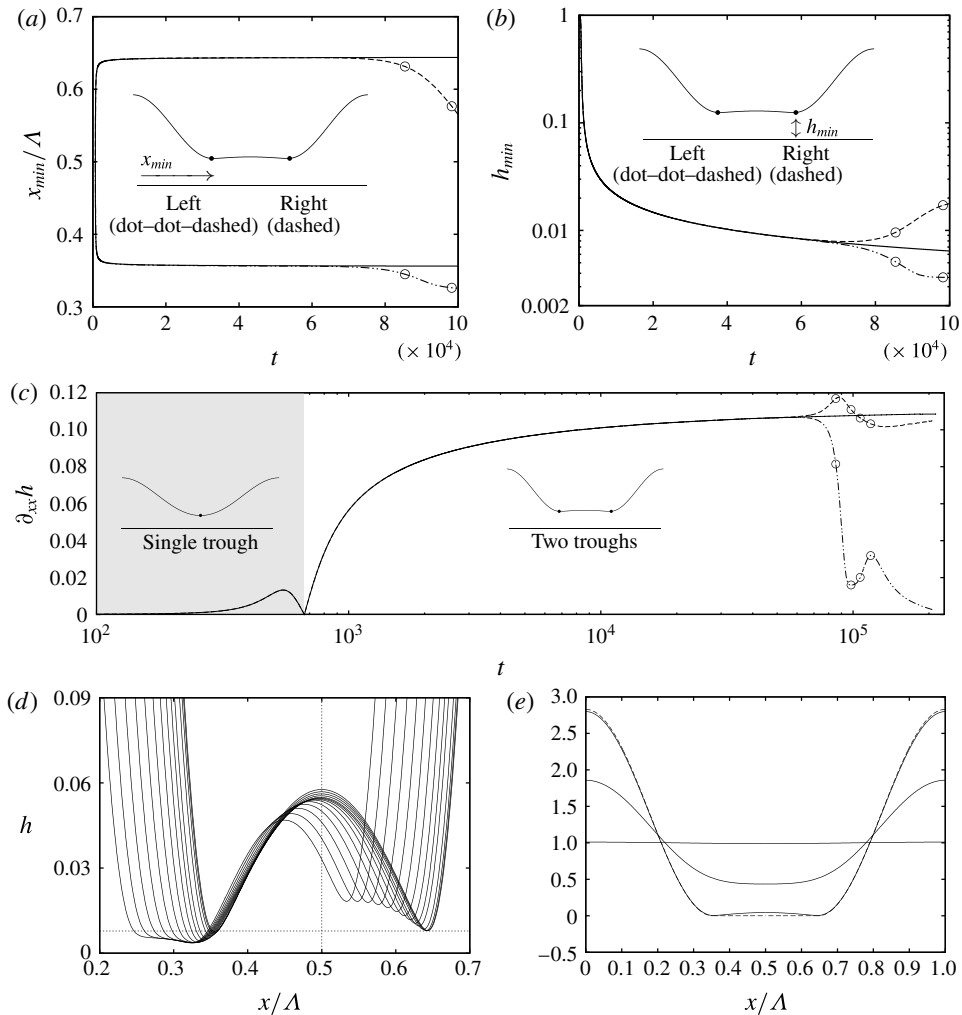 (a)
0.7
0.6
0.5
0.4
0.3
x_min/Λ
x_min
Left
(dot–dot–dashed)
Right
(dashed)
0 2 4 6 8 10
t
(× 10^4)
(b)
1
0.1
0.01
0.002
h_min
h_min
Left
(dot–dot–dashed)
Right
(dashed)
0 2 4 6 8 10
t
(× 10^4)
(c)
0.12
0.10
0.08
0.06
0.04
0.02
0
∂_xx h
Single trough
Two troughs
10^2 10^3 10^4 10^5
t
(d)
0.09
0.06
0.03
0
h
0.2 0.3 0.4 0.5 0.6 0.7
x/Λ
(e)
3.0
2.5
2.0
1.5
1.0
0.5
0
−0.5
0 0.1 0.2 0.3 0.4 0.5 0.6 0.7 0.8 0.9 1.0
x/Λ